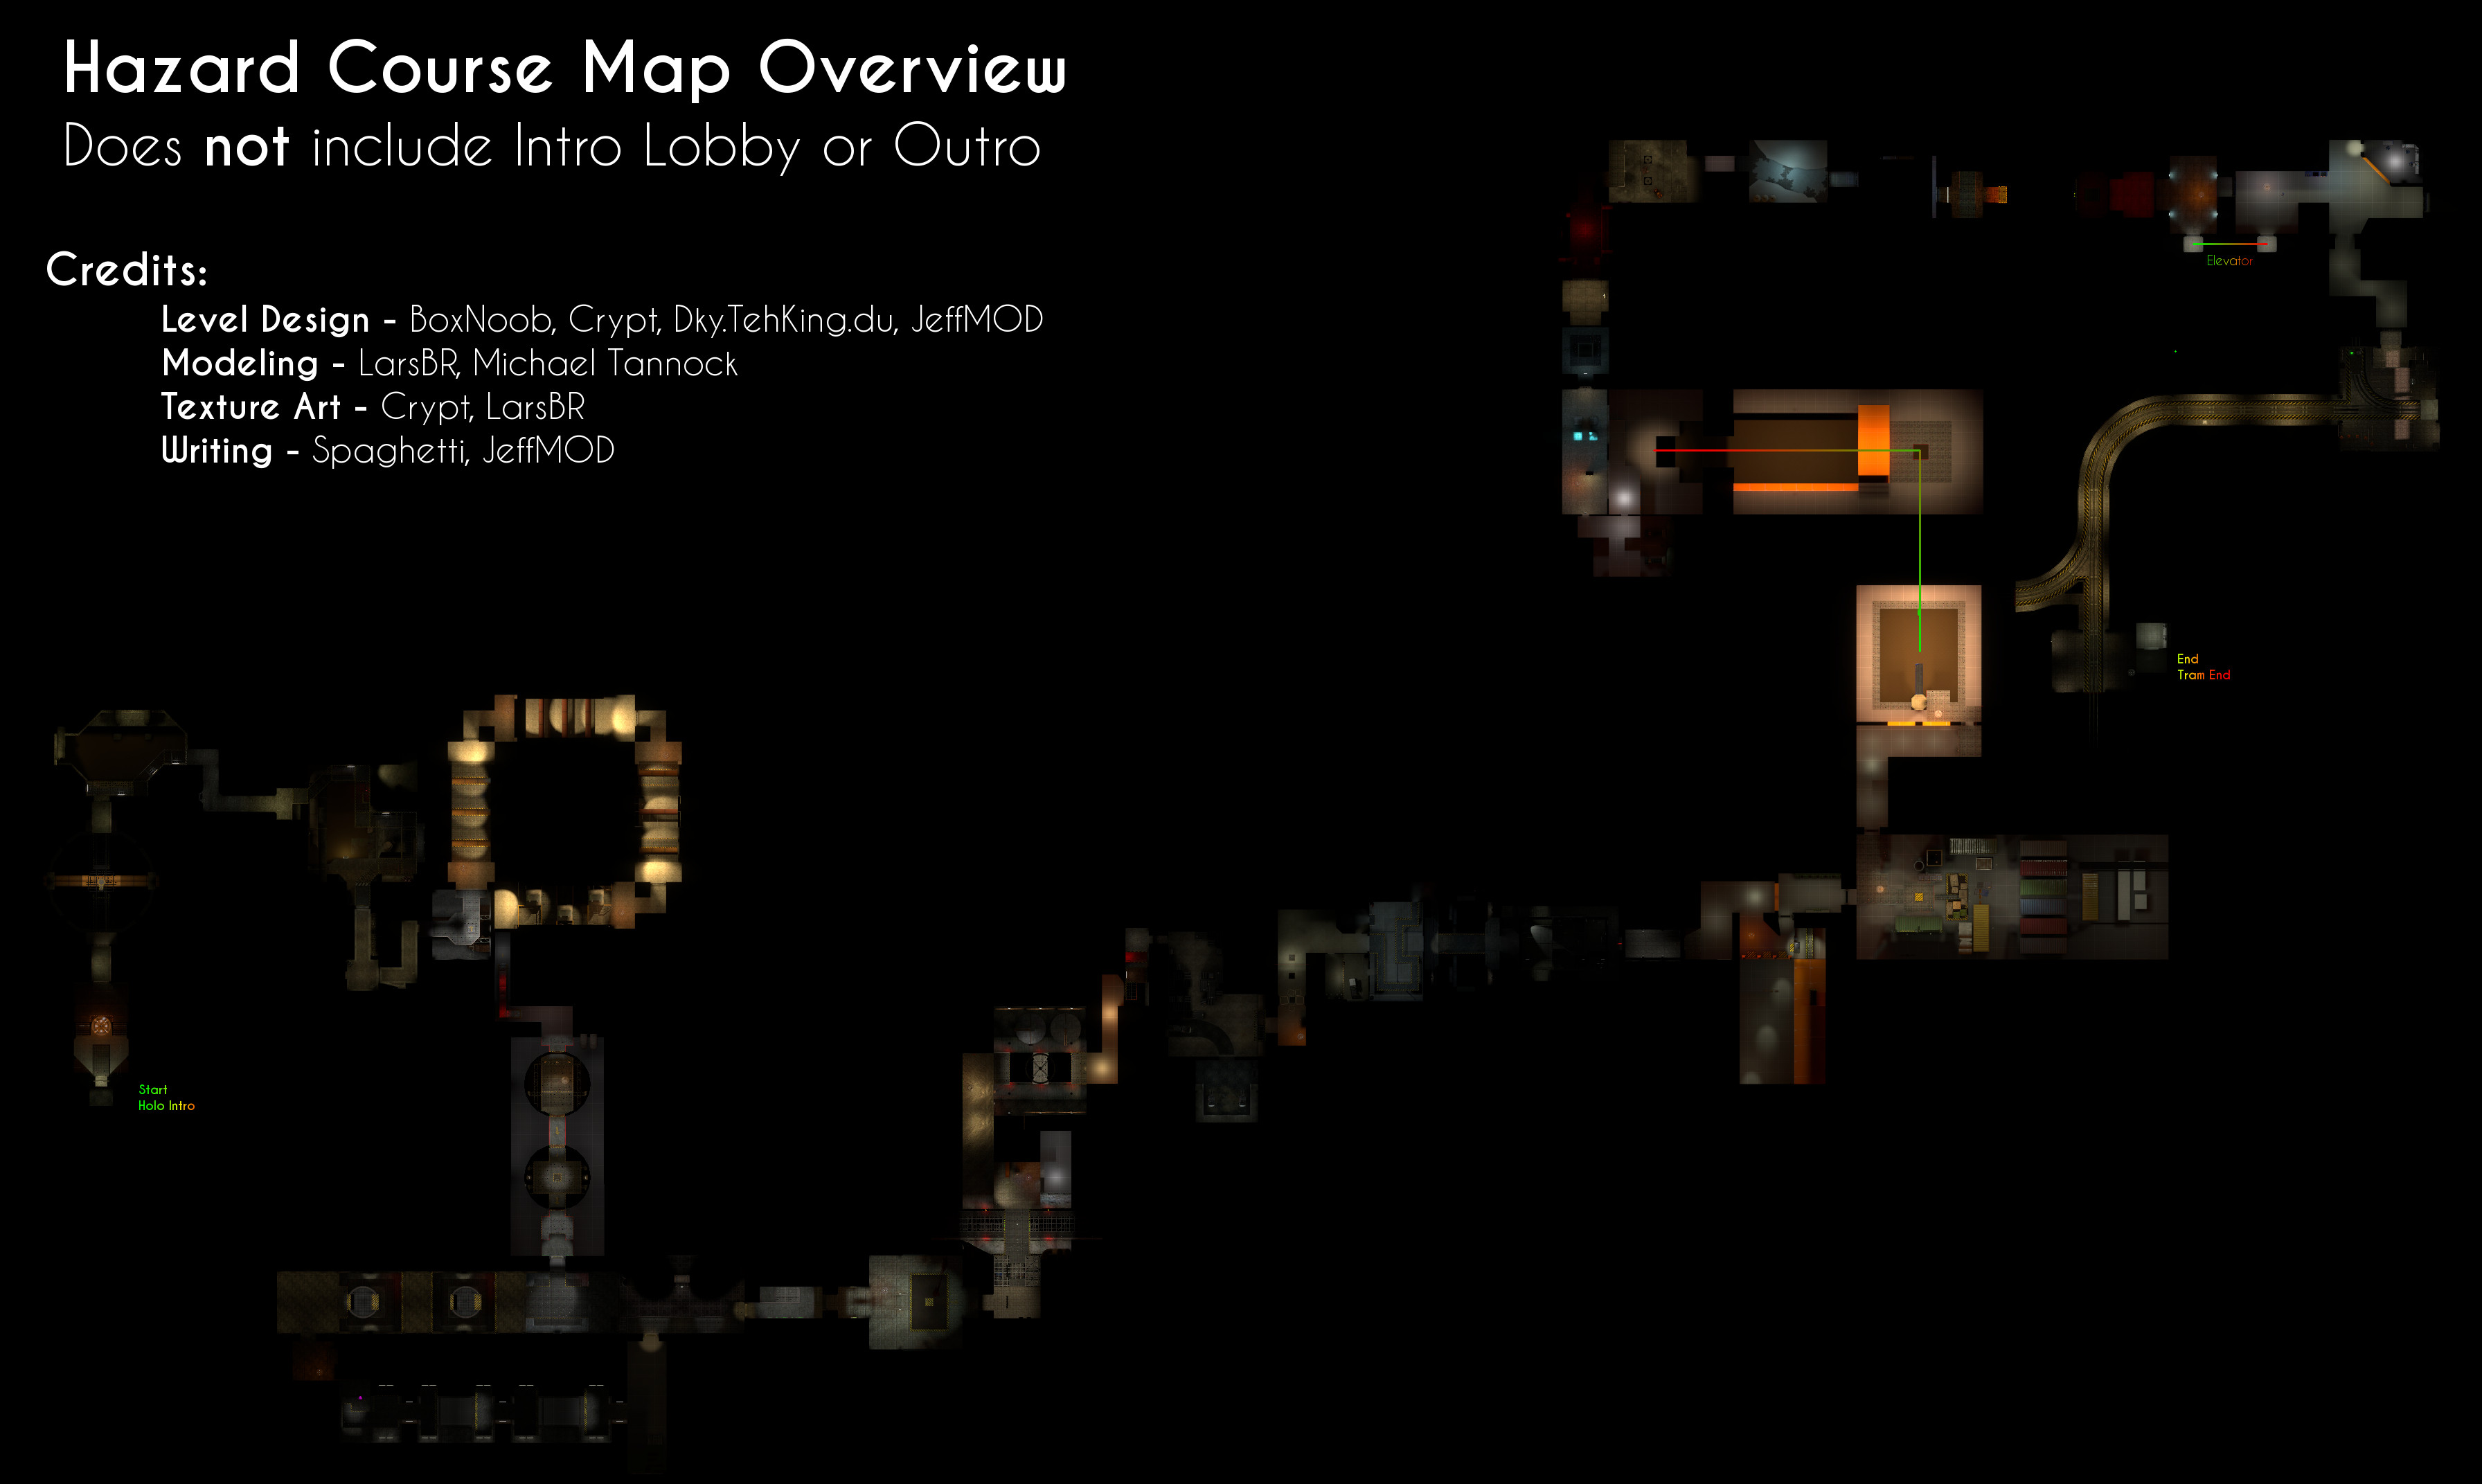 Hazard Course Map Overview
Does not include Intro Lobby or Outro
Credits:
Level Design - BoxNoob, Crypt, Dky.TehKing.du, JeffMOD
Modeling - LarsBR, Michael Tannock
Texture Art - Crypt, LarsBR
Writing - Spaghetti, JeffMOD
Elevator
End
Tram End
Start
Holo Intro